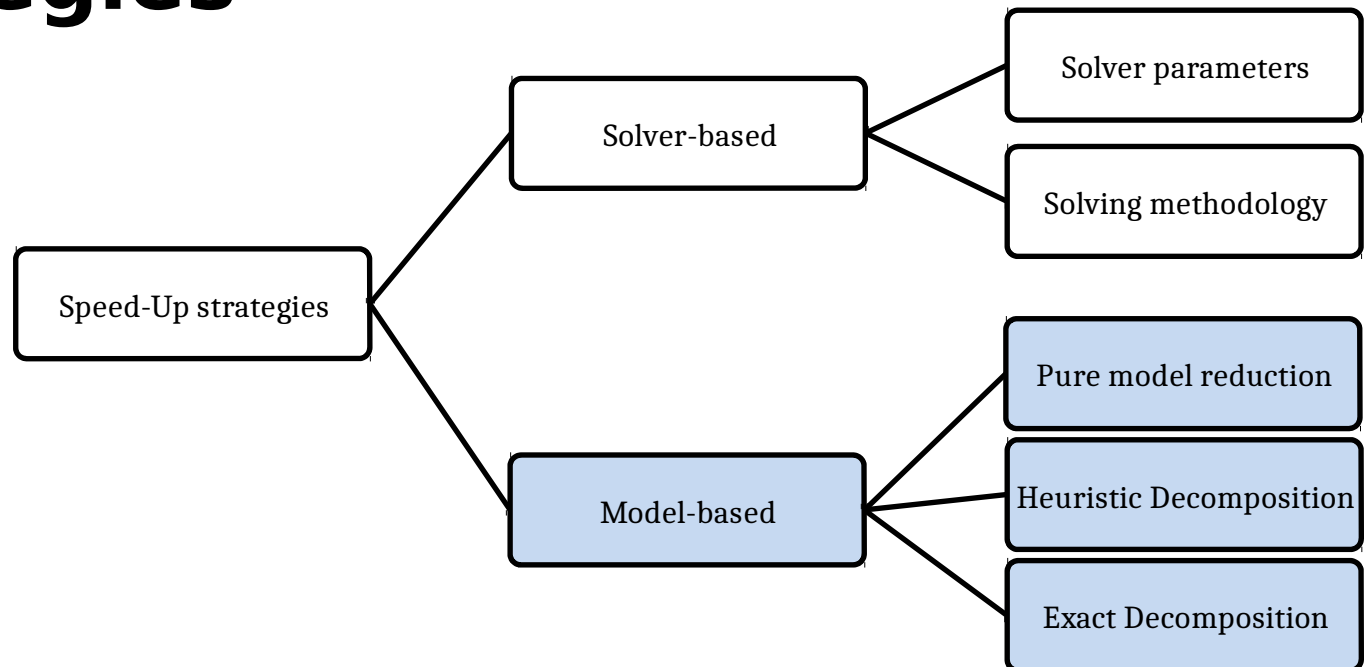 Solver parameters
Solver-based
Solving methodology
Speed-Up strategies
Pure model reduction
Heuristic Decomposition
Model-based
Exact Decomposition